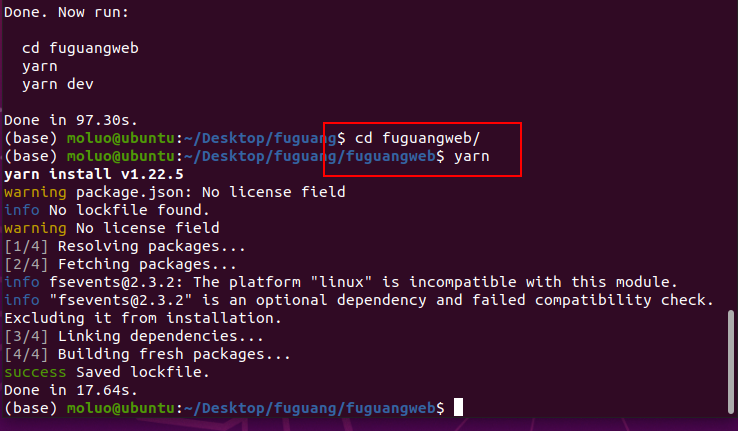 Done. Now run:
cd fuguangweb
yarn
yarn dev
Done in 97.30s.
(base) moluo@ubuntu:~/Desktop/fuguang$ cd fuguangweb/
(base) moluo@ubuntu:~/Desktop/fuguang/fuguangweb$ yarn
yarn install v1.22.5
warning package.json: No license field
info No lockfile found.
warning No license field
[1/4] Resolving packages...
[2/4] Fetching packages...
info fsevents@2.3.2: The platform "linux" is incompatible with this module.
info "fsevents@2.3.2" is an optional dependency and failed compatibility check.
Excluding it from installation.
[3/4] Linking dependencies...
[4/4] Building fresh packages...
success Saved lockfile.
Done in 17.64s.
(base) moluo@ubuntu:~/Desktop/fuguang/fuguangweb$